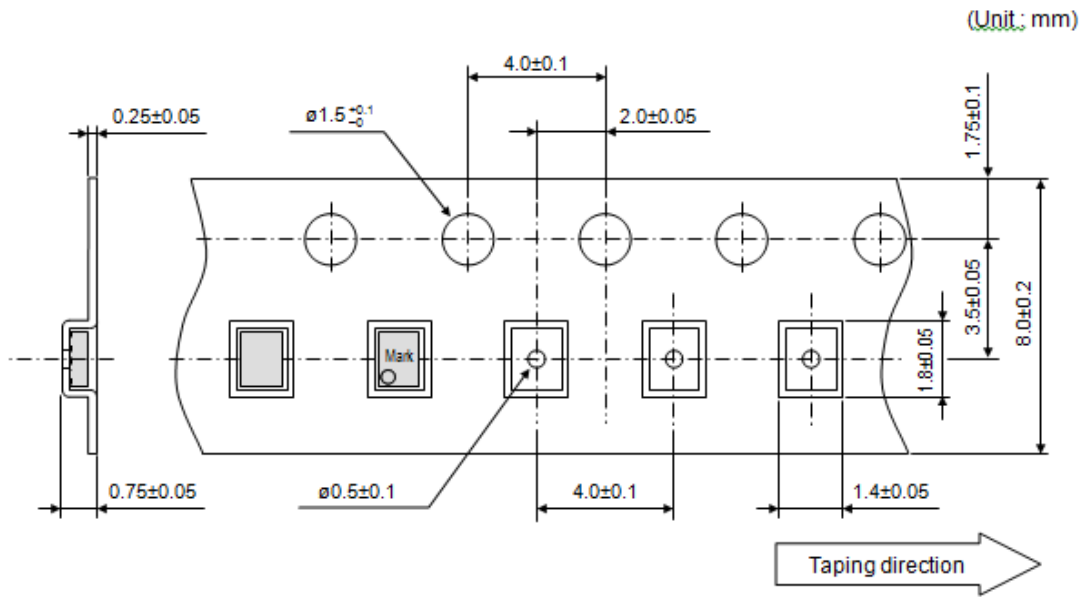 (Unit ; mm)
4.0±0.1
0.25±0.05
ø1.5 +0.1 -0
2.0±0.05
1.75±0.1
3.5±0.05
8.0±0.2
Mark
1.8±0.05
0.75±0.05
ø0.5±0.1
4.0±0.1
1.4±0.05
Taping direction